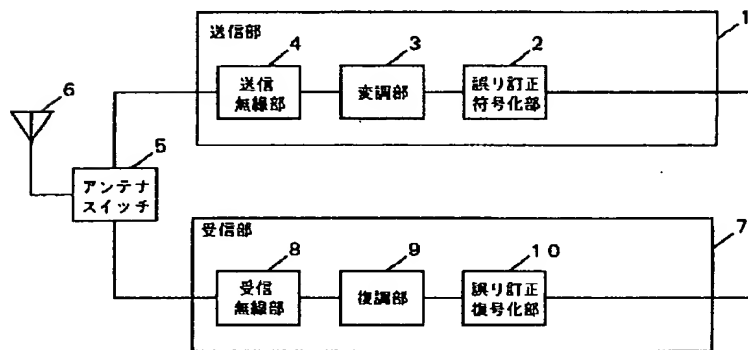 送信部
1
4
3
2
送信
無線部
変調部
誤り訂正
符号化部
6
5
アンテナ
スイッチ
受信部
7
8
9
10
受信
無線部
復調部
誤り訂正
復号化部